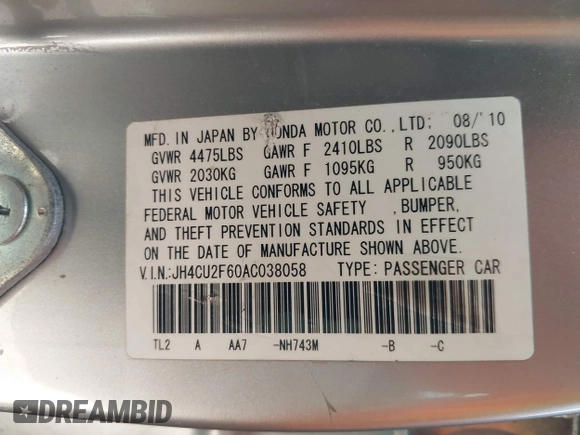 MFD. IN JAPAN BY HONDA MOTOR CO.,LTD: 08/'10
GVWR 4475LBS GAWR F 2410LBS R 2090LBS
GVWR 2030KG GAWR F 1095KG R 950KG
THIS VEHICLE CONFORMS TO ALL APPLICABLE
FEDERAL MOTOR VEHICLE SAFETY ,BUMPER,
AND THEFT PREVENTION STANDARDS IN EFFECT
ON THE DATE OF MANUFACTURE SHOWN ABOVE.
V.I.N.:JH4CU2F60AC038058 TYPE: PASSENGER CAR
TL2 A AA7 -NH743M -B -C
DREAMBID